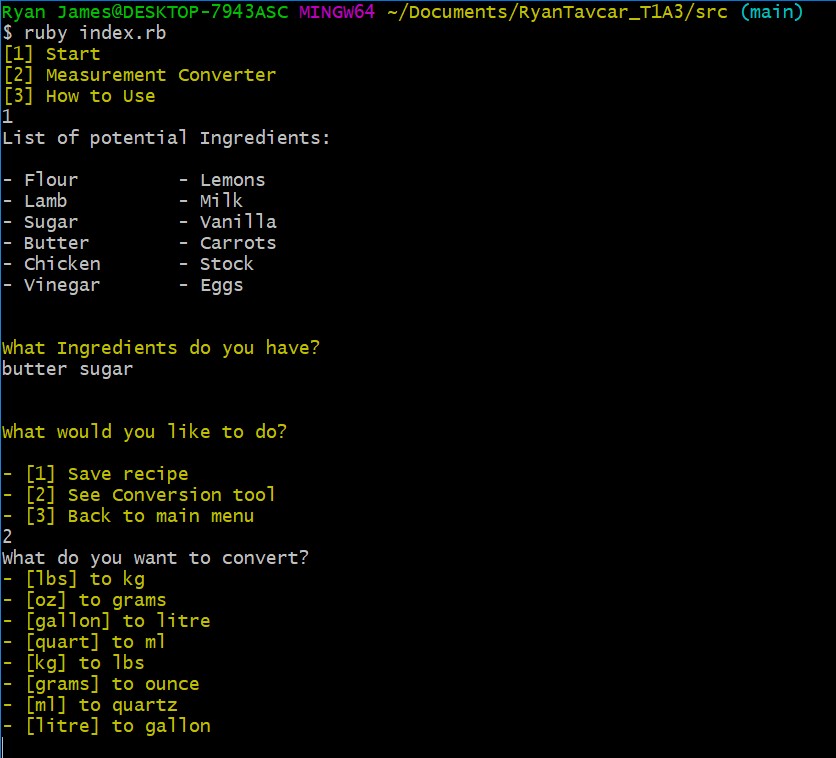 Ryan James@DESKTOP-7943ASC MINGW64 ~/Documents/RyanTavcar_T1A3/src (main)
$ ruby index.rb
[1] Start
[2] Measurement Converter
[3] How to Use
1
List of potential Ingredients:
- Flour - Lemons
- Lamb - Milk
- Sugar - Vanilla
- Butter - Carrots
- Chicken - Stock
- Vinegar - Eggs
What Ingredients do you have?
butter sugar
What would you like to do?
- [1] Save recipe
- [2] See Conversion tool
- [3] Back to main menu
2
What do you want to convert?
- [lbs] to kg
- [oz] to grams
- [gallon] to litre
- [quart] to ml
- [kg] to lbs
- [grams] to ounce
- [ml] to quartz
- [litre] to gallon